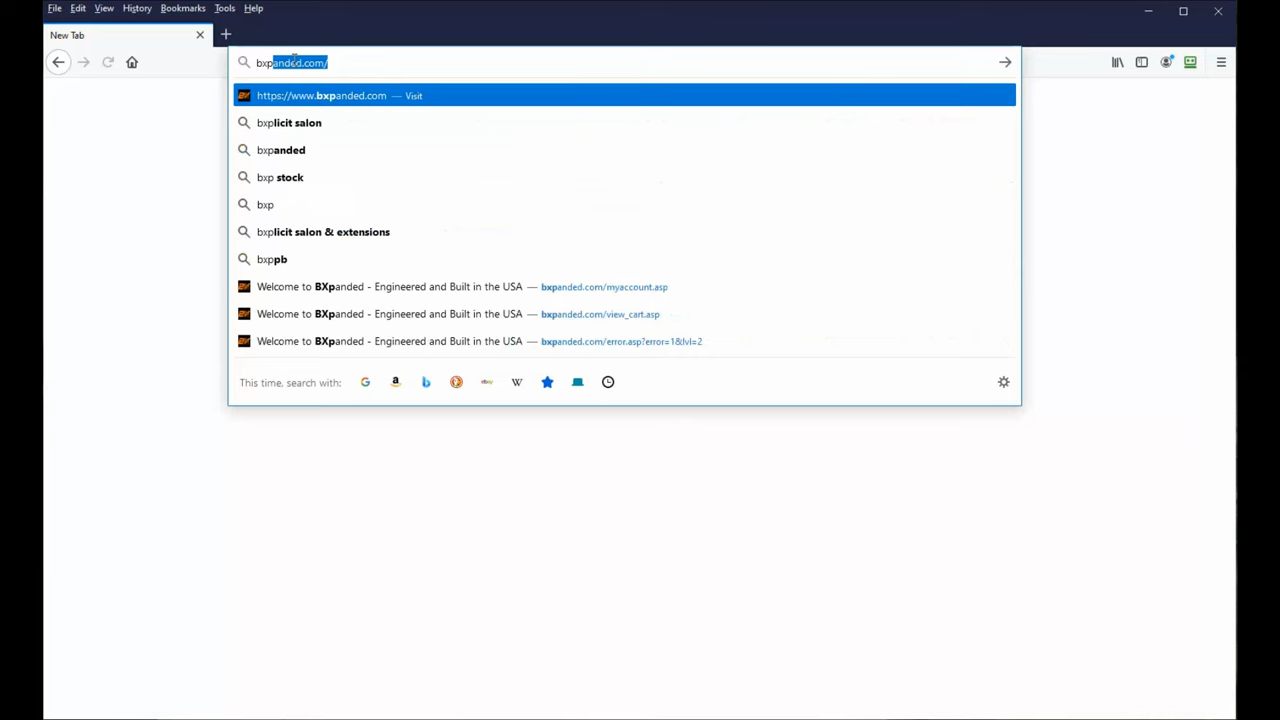 File Edit View History Bookmarks Tools Help
New Tab
bxpanded.com/
https://www.bxpanded.com — Visit
bxplicit salon
bxpanded
bxp stock
bxp
bxplicit salon & extensions
bxppb
Welcome to BXpanded - Engineered and Built in the USA — bxpanded.com/myaccount.asp
Welcome to BXpanded - Engineered and Built in the USA — bxpanded.com/view_cart.asp
Welcome to BXpanded - Engineered and Built in the USA — bxpanded.com/error.asp?error=1&lvl=2
This time, search with: